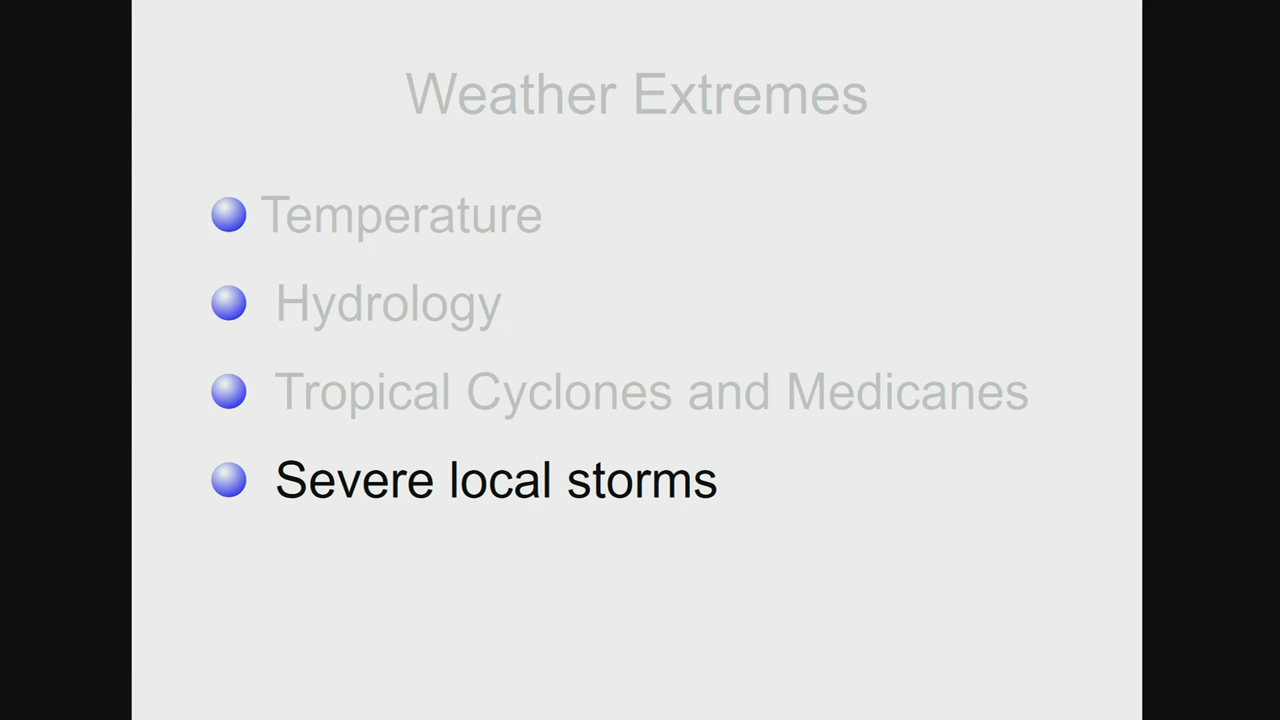 Weather Extremes
Temperature
Hydrology
Tropical Cyclones and Medicanes
Severe local storms